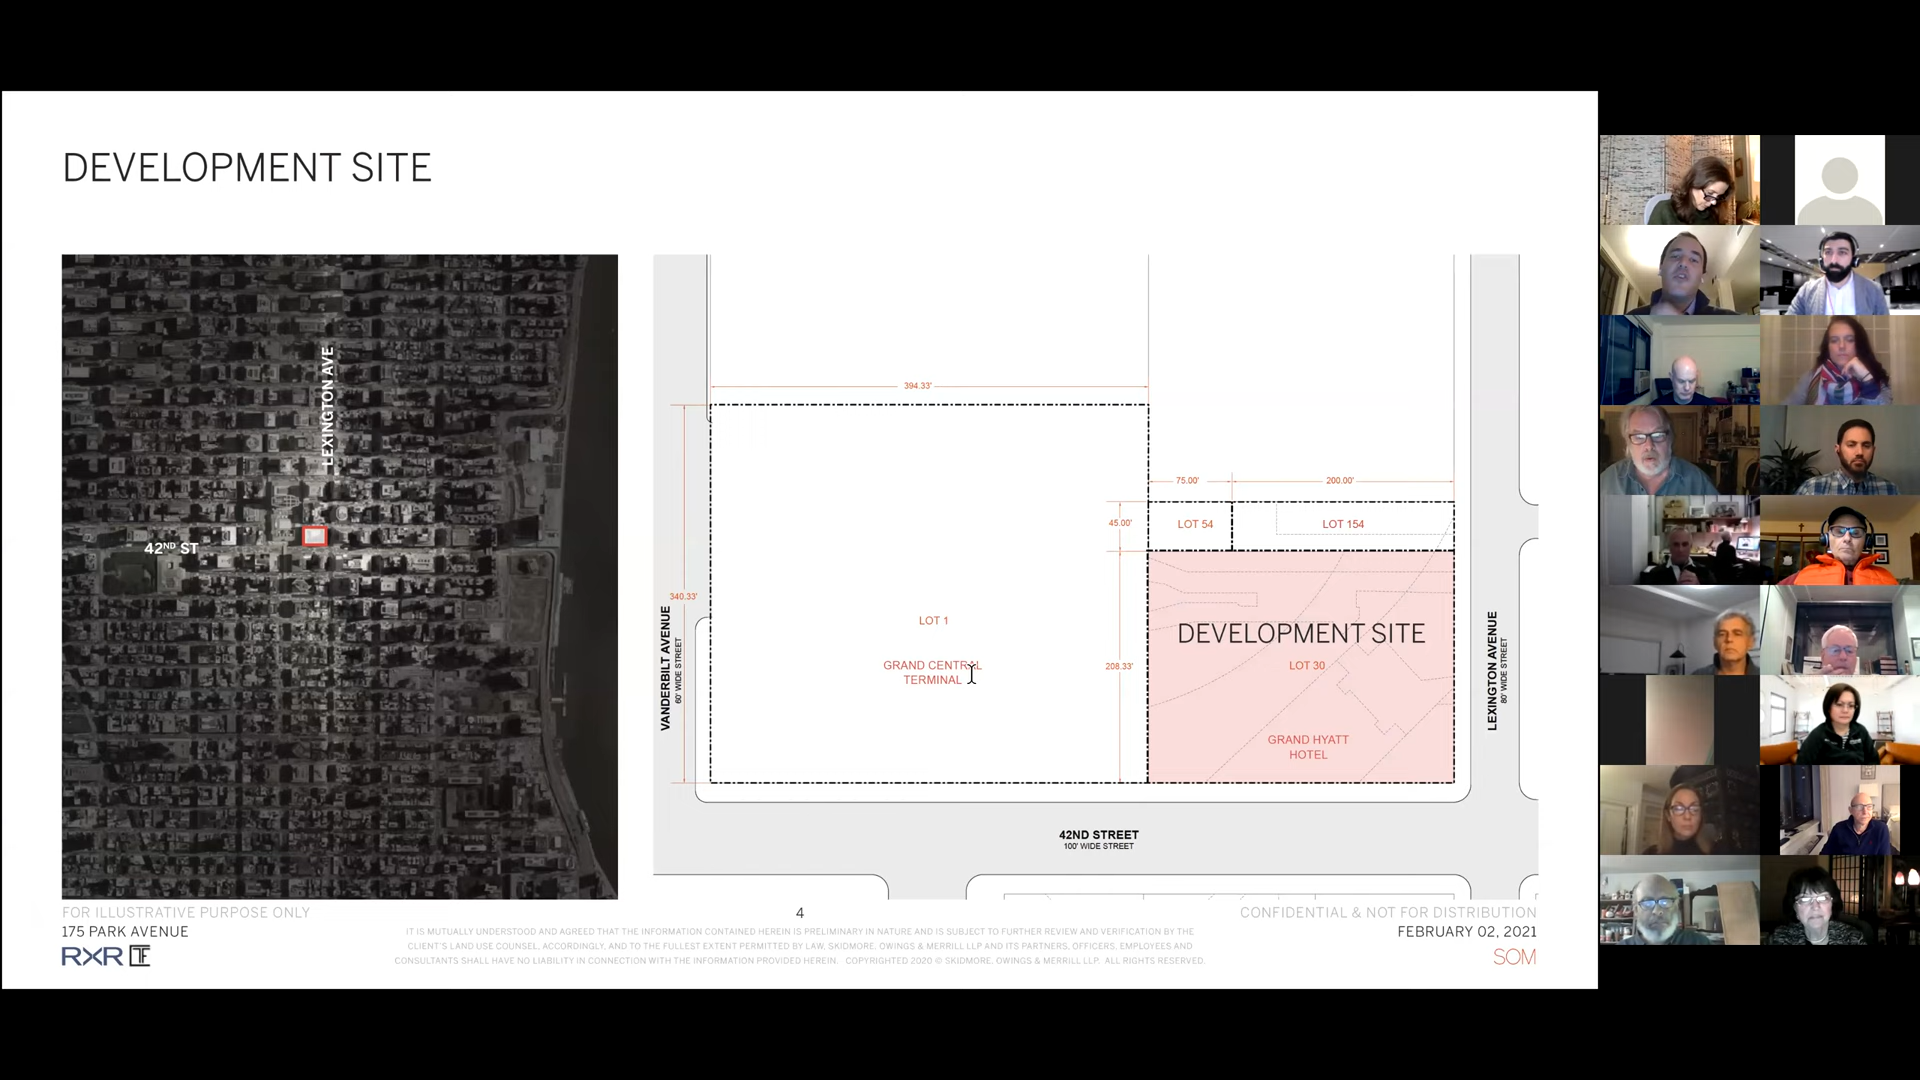 DEVELOPMENT SITE
LEXINGTON AVE
42ND ST
394.33'
75.00'
200.00'
45.00'
LOT 54
LOT 154
340.33'
LOT 1
GRAND CENTRAL
TERMINAL
208.33'
DEVELOPMENT SITE
LOT 30
GRAND HYATT
HOTEL
VANDERBILT AVENUE
60' WIDE STREET
LEXINGTON AVENUE
80' WIDE STREET
42ND STREET
100' WIDE STREET
FOR ILLUSTRATIVE PURPOSE ONLY
175 PARK AVENUE
RXR TF
4
IT IS MUTUALLY UNDERSTOOD AND AGREED THAT THE INFORMATION CONTAINED HEREIN IS PRELIMINARY IN NATURE AND IS SUBJECT TO FURTHER REVIEW AND VERIFICATION BY THE
CLIENT'S LAND USE COUNSEL, ACCORDINGLY, AND TO THE FULLEST EXTENT PERMITTED BY LAW, SKIDMORE, OWINGS & MERRILL LLP AND ITS PARTNERS, OFFICERS, EMPLOYEES AND
CONSULTANTS SHALL HAVE NO LIABILITY IN CONNECTION WITH THE INFORMATION PROVIDED HEREIN. COPYRIGHTED 2020 © SKIDMORE, OWINGS & MERRILL LLP. ALL RIGHTS RESERVED.
CONFIDENTIAL & NOT FOR DISTRIBUTION
FEBRUARY 02, 2021
SOM